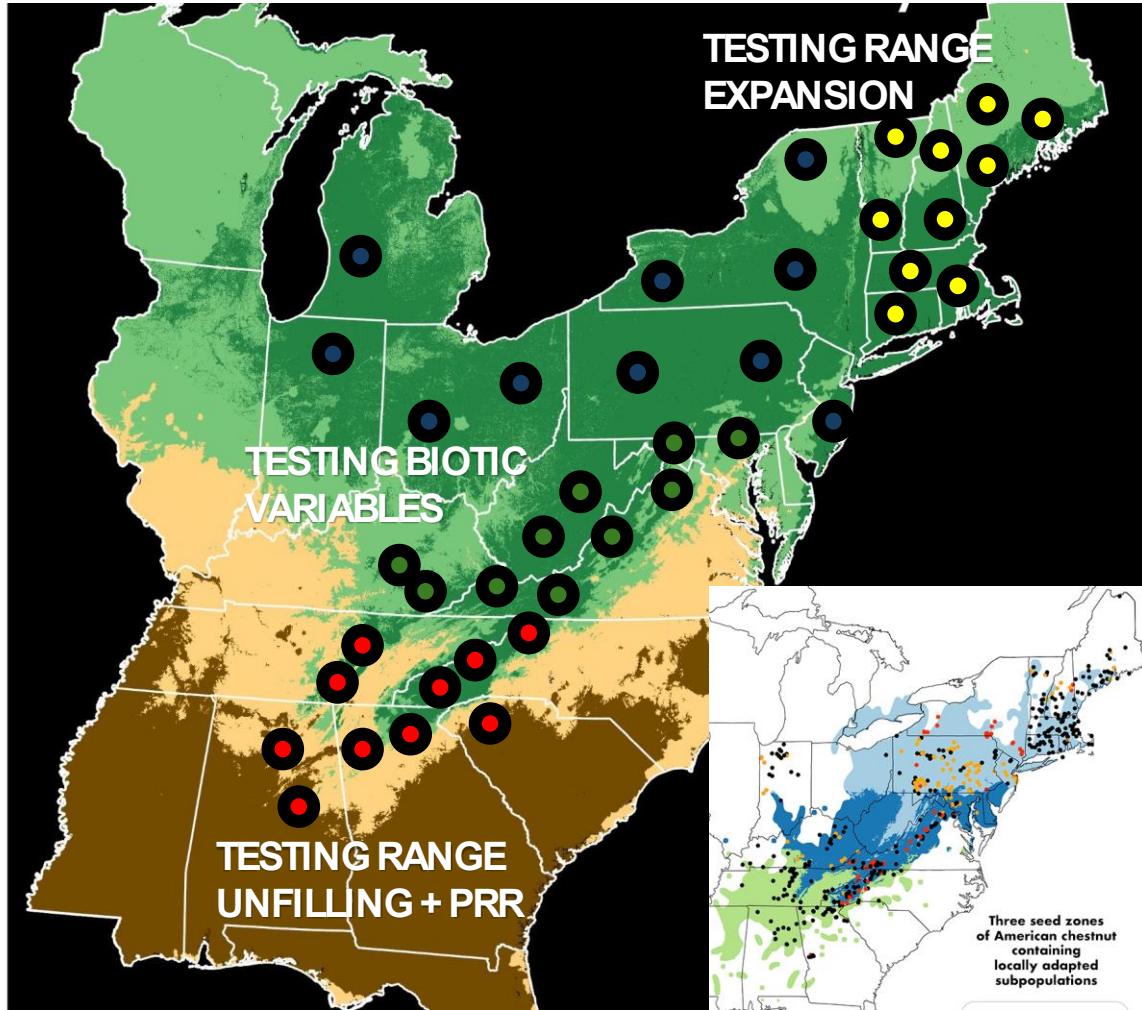 TESTING RANGE
EXPANSION
TESTING BIOTIC
VARIABLES
TESTING RANGE
UNFILLING + PRR
Three seed zones
of American chestnut
containing
locally adapted
subpopulations